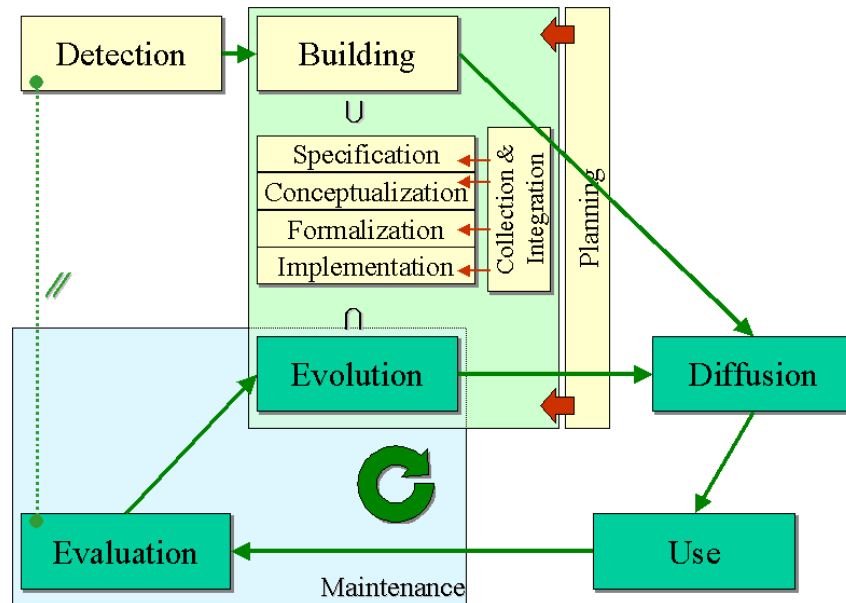 Detection
Building
∪
Specification
Conceptualization
Formalization
Implementation
Collection &
Integration
Planning
//
∩
Evolution
Diffusion
Evaluation
Use
Maintenance